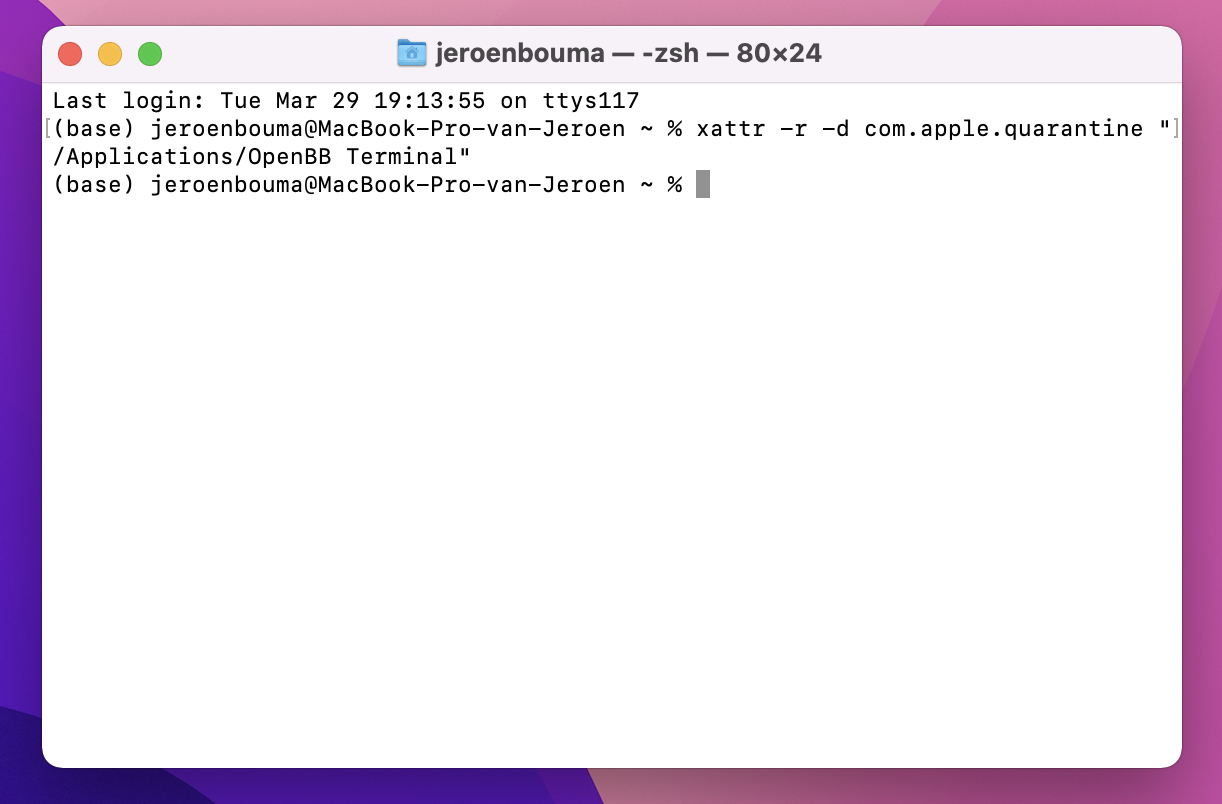 jeroenbouma — -zsh — 80×24
Last login: Tue Mar 29 19:13:55 on ttys117
[(base) jeroenbouma@MacBook-Pro-van-Jeroen ~ % xattr -r -d com.apple.quarantine "]
/Applications/OpenBB Terminal"
(base) jeroenbouma@MacBook-Pro-van-Jeroen ~ %